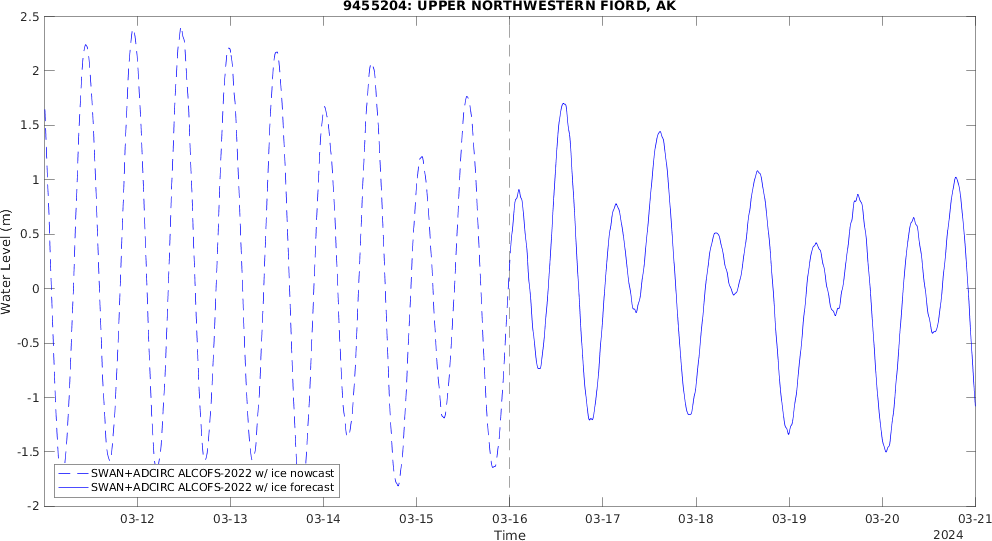 9455204: UPPER NORTHWESTERN FIORD, AK
2.5
2
1.5
1
0.5
0
-0.5
-1
-1.5
-2
Water Level (m)
SWAN+ADCIRC ALCOFS-2022 w/ ice nowcast
SWAN+ADCIRC ALCOFS-2022 w/ ice forecast
03-12 03-13 03-14 03-15 03-16 03-17 03-18 03-19 03-20 03-21
Time
2024